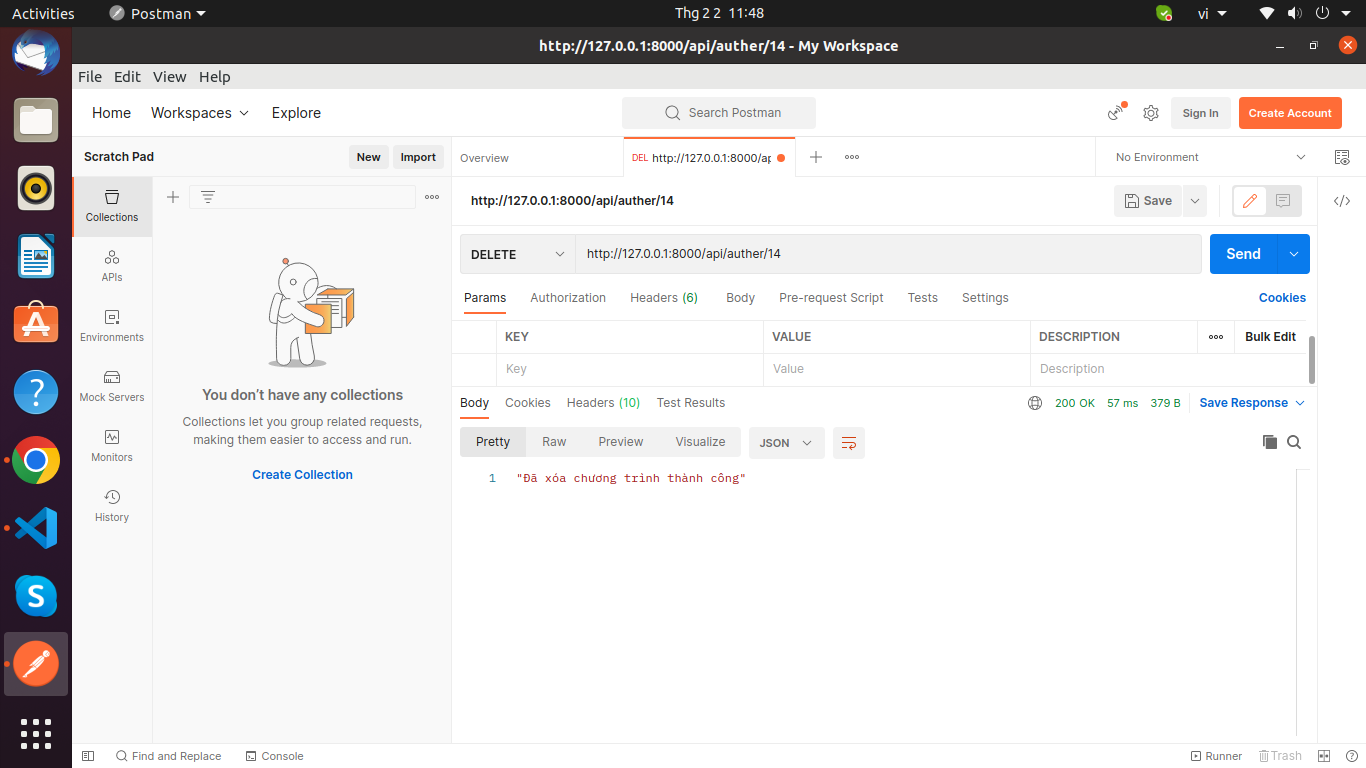 Activities Postman Thg 2 2 11:48 vi
http://127.0.0.1:8000/api/auther/14 - My Workspace
File Edit View Help
Home Workspaces Explore Search Postman Sign In Create Account
Scratch Pad New Import Overview DEL http://127.0.0.1:8000/ap No Environment
Collections
APIs
Environments
Mock Servers
Monitors
History
You don't have any collections
Collections let you group related requests,
making them easier to access and run.
Create Collection
http://127.0.0.1:8000/api/auther/14 Save
DELETE http://127.0.0.1:8000/api/auther/14 Send
Params Authorization Headers (6) Body Pre-request Script Tests Settings Cookies
KEY VALUE DESCRIPTION Bulk Edit
Key Value Description
Body Cookies Headers (10) Test Results 200 OK 57 ms 379 B Save Response
Pretty Raw Preview Visualize JSON
1 "Đã xóa chương trình thành công"
Find and Replace Console Runner Trash